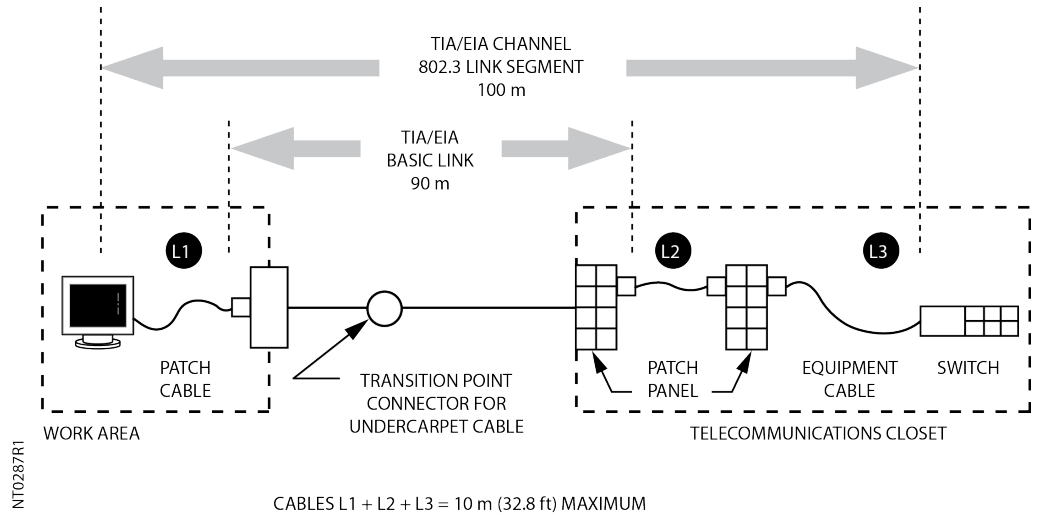 TIA/EIA CHANNEL
802.3 LINK SEGMENT
100 m
TIA/EIA
BASIC LINK
90 m
L1
L2
L3
PATCH
CABLE
TRANSITION POINT
CONNECTOR FOR
UNDERCARPET CABLE
PATCH
PANEL
EQUIPMENT
CABLE
SWITCH
WORK AREA
TELECOMMUNICATIONS CLOSET
NT0287R1
CABLES L1 + L2 + L3 = 10 m (32.8 ft) MAXIMUM